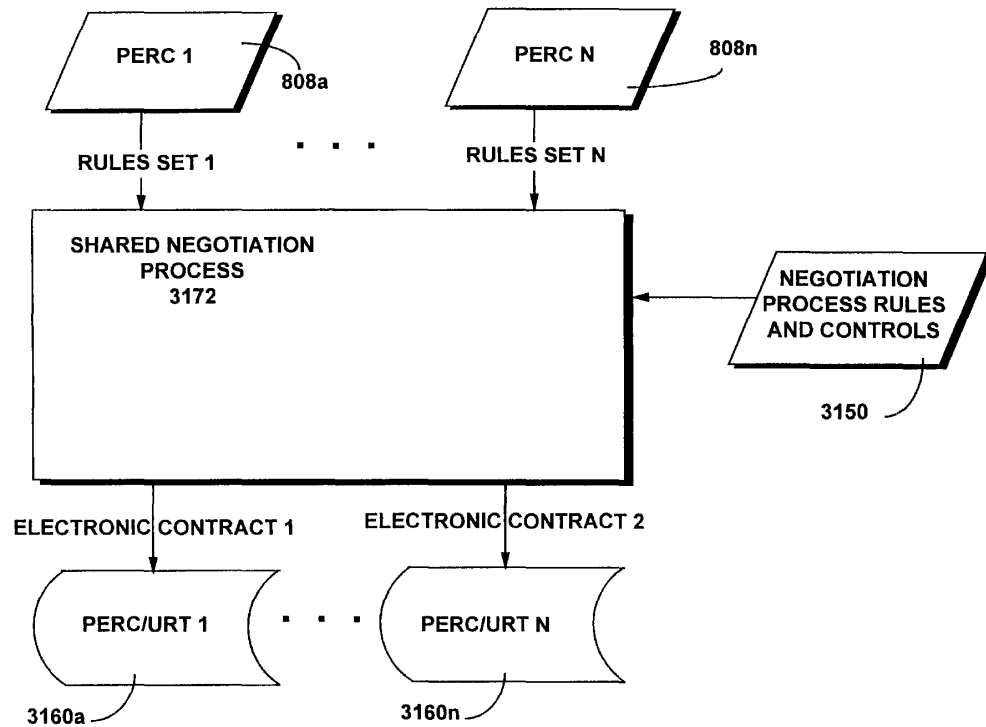 PERC 1
808a
PERC N
808n
RULES SET 1
RULES SET N
SHARED NEGOTIATION
PROCESS
3172
NEGOTIATION
PROCESS RULES
AND CONTROLS
3150
ELECTRONIC CONTRACT 1
ELECTRONIC CONTRACT 2
PERC/URT 1
PERC/URT N
3160a
3160n